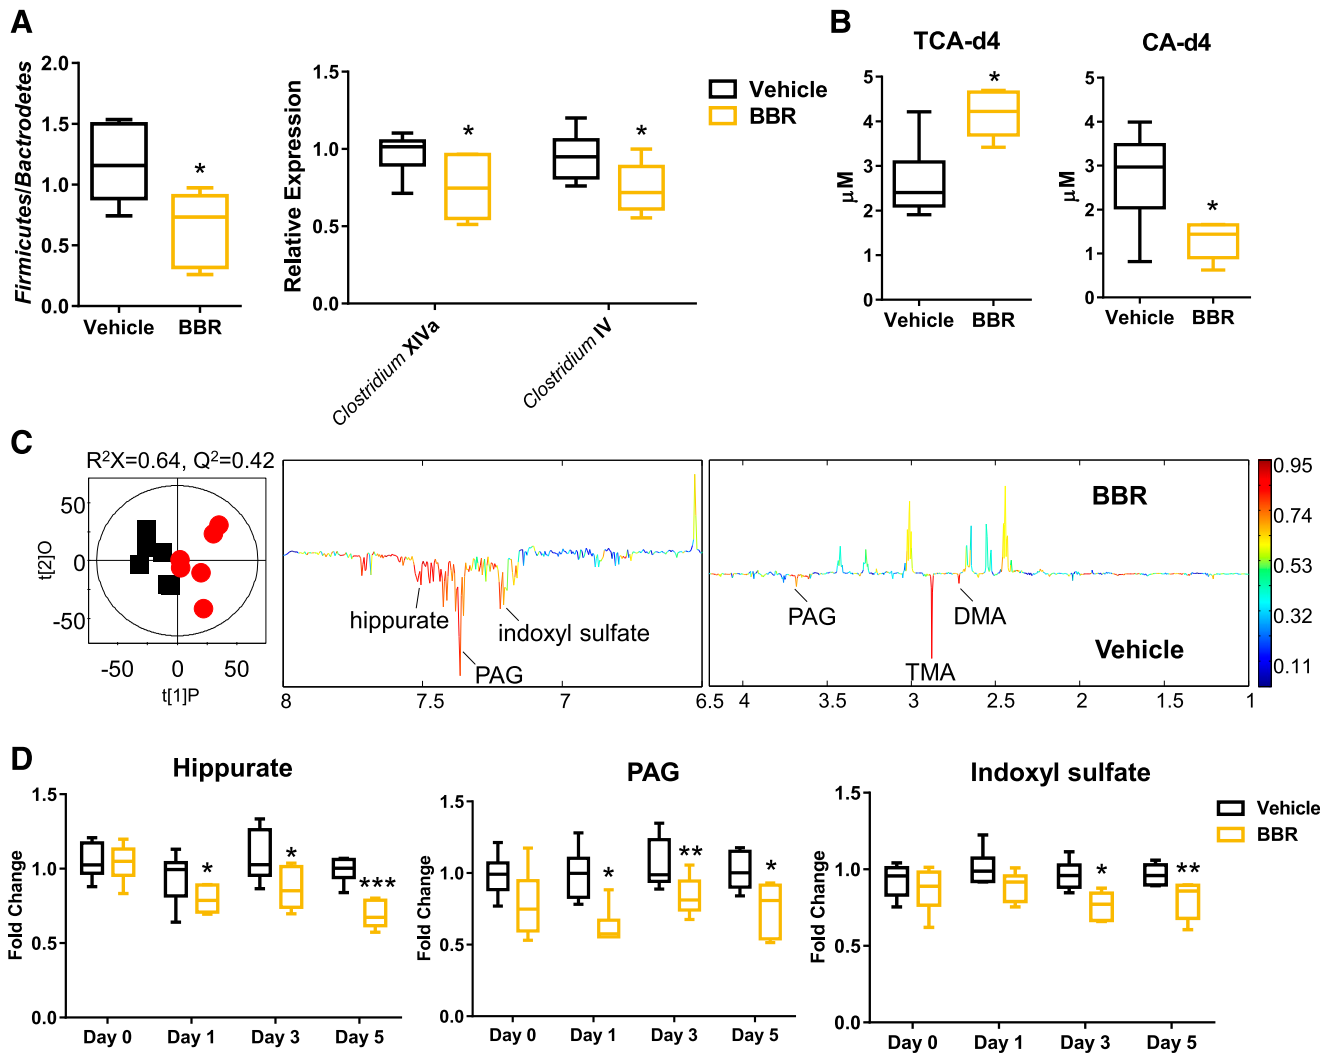 A
Firmicutes/Bactrodetes
2.0
1.5
1.0
0.5
0.0
*
Vehicle BBR
Relative Expression
1.5
1.0
0.5
0.0
* *
Clostridium XIVa
Clostridium IV
Vehicle
BBR
B
TCA-d4
μM
5
4
3
2
1
0
*
Vehicle BBR
CA-d4
μM
5
4
3
2
1
0
*
Vehicle BBR
C
R²X=0.64, Q²=0.42
t[2]O
50
0
-50
-50 0 50
t[1]P
hippurate
indoxyl sulfate
PAG
8 7.5 7 6.5
BBR
PAG
DMA
TMA
Vehicle
4 3.5 3 2.5 2 1.5 1
0.95
0.74
0.53
0.32
0.11
D
Hippurate
Fold Change
1.5
1.0
0.5
0.0
* * ***
Day 0 Day 1 Day 3 Day 5
PAG
Fold Change
1.5
1.0
0.5
0.0
* ** *
Day 0 Day 1 Day 3 Day 5
Indoxyl sulfate
Fold Change
1.5
1.0
0.5
0.0
* **
Day 0 Day 1 Day 3 Day 5
Vehicle
BBR